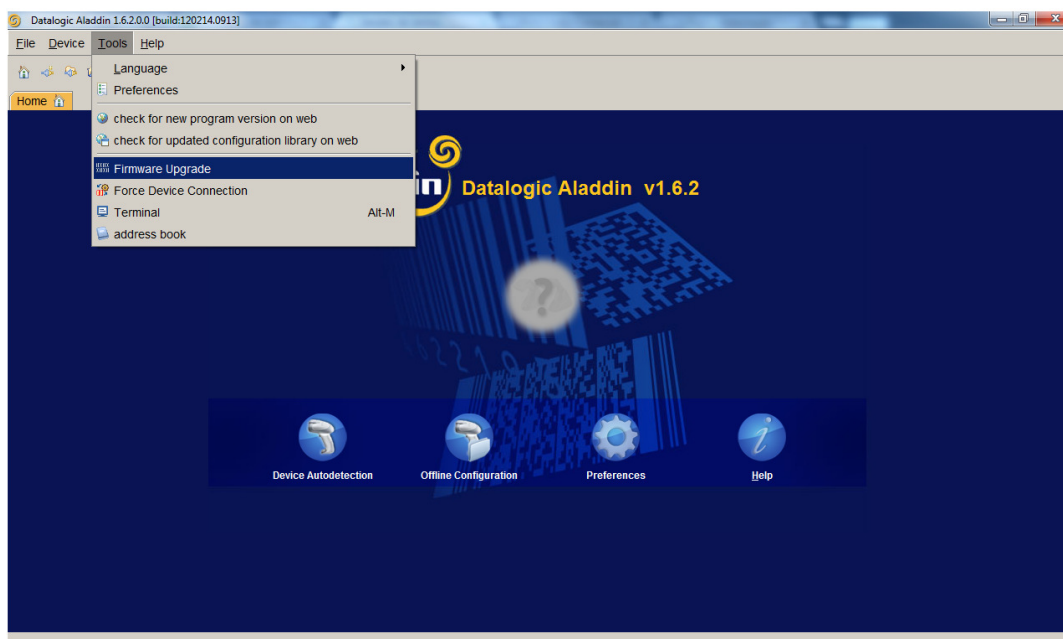 Datalogic Aladdin 1.6.2.0.0 [build:120214.0913]
File Device Tools Help
Language
Preferences
Home
check for new program version on web
check for updated configuration library on web
Firmware Upgrade
Force Device Connection
Terminal Alt-M
address book
in
Datalogic Aladdin v1.6.2
?
Device Autodetection Offline Configuration Preferences Help